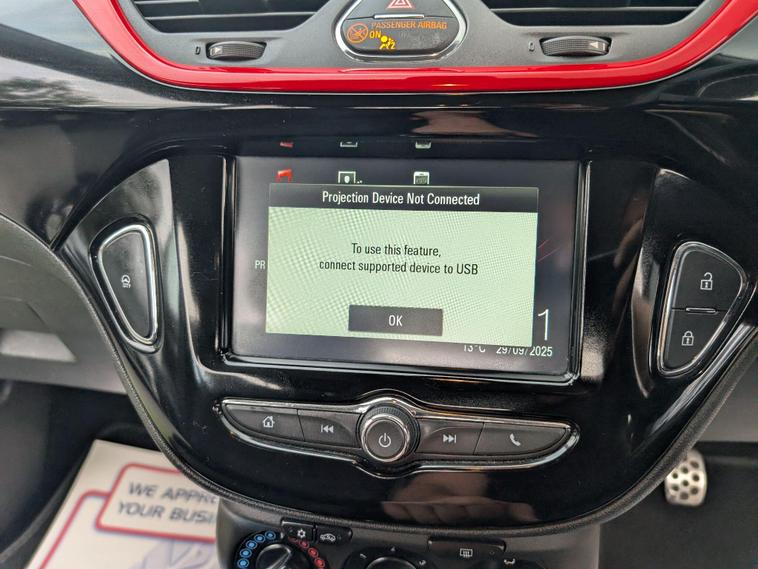 PASSENGER AIRBAG
ON
Projection Device Not Connected
To use this feature,
PR
connect supported device to USB
OK
1
13°C 29/09/2025
WE APPR
YOUR BUSI